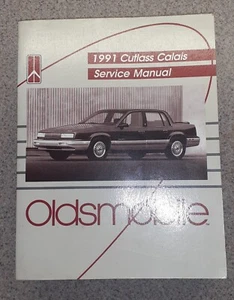 1991 Cutlass Calais
Service Manual
Oldsmobile